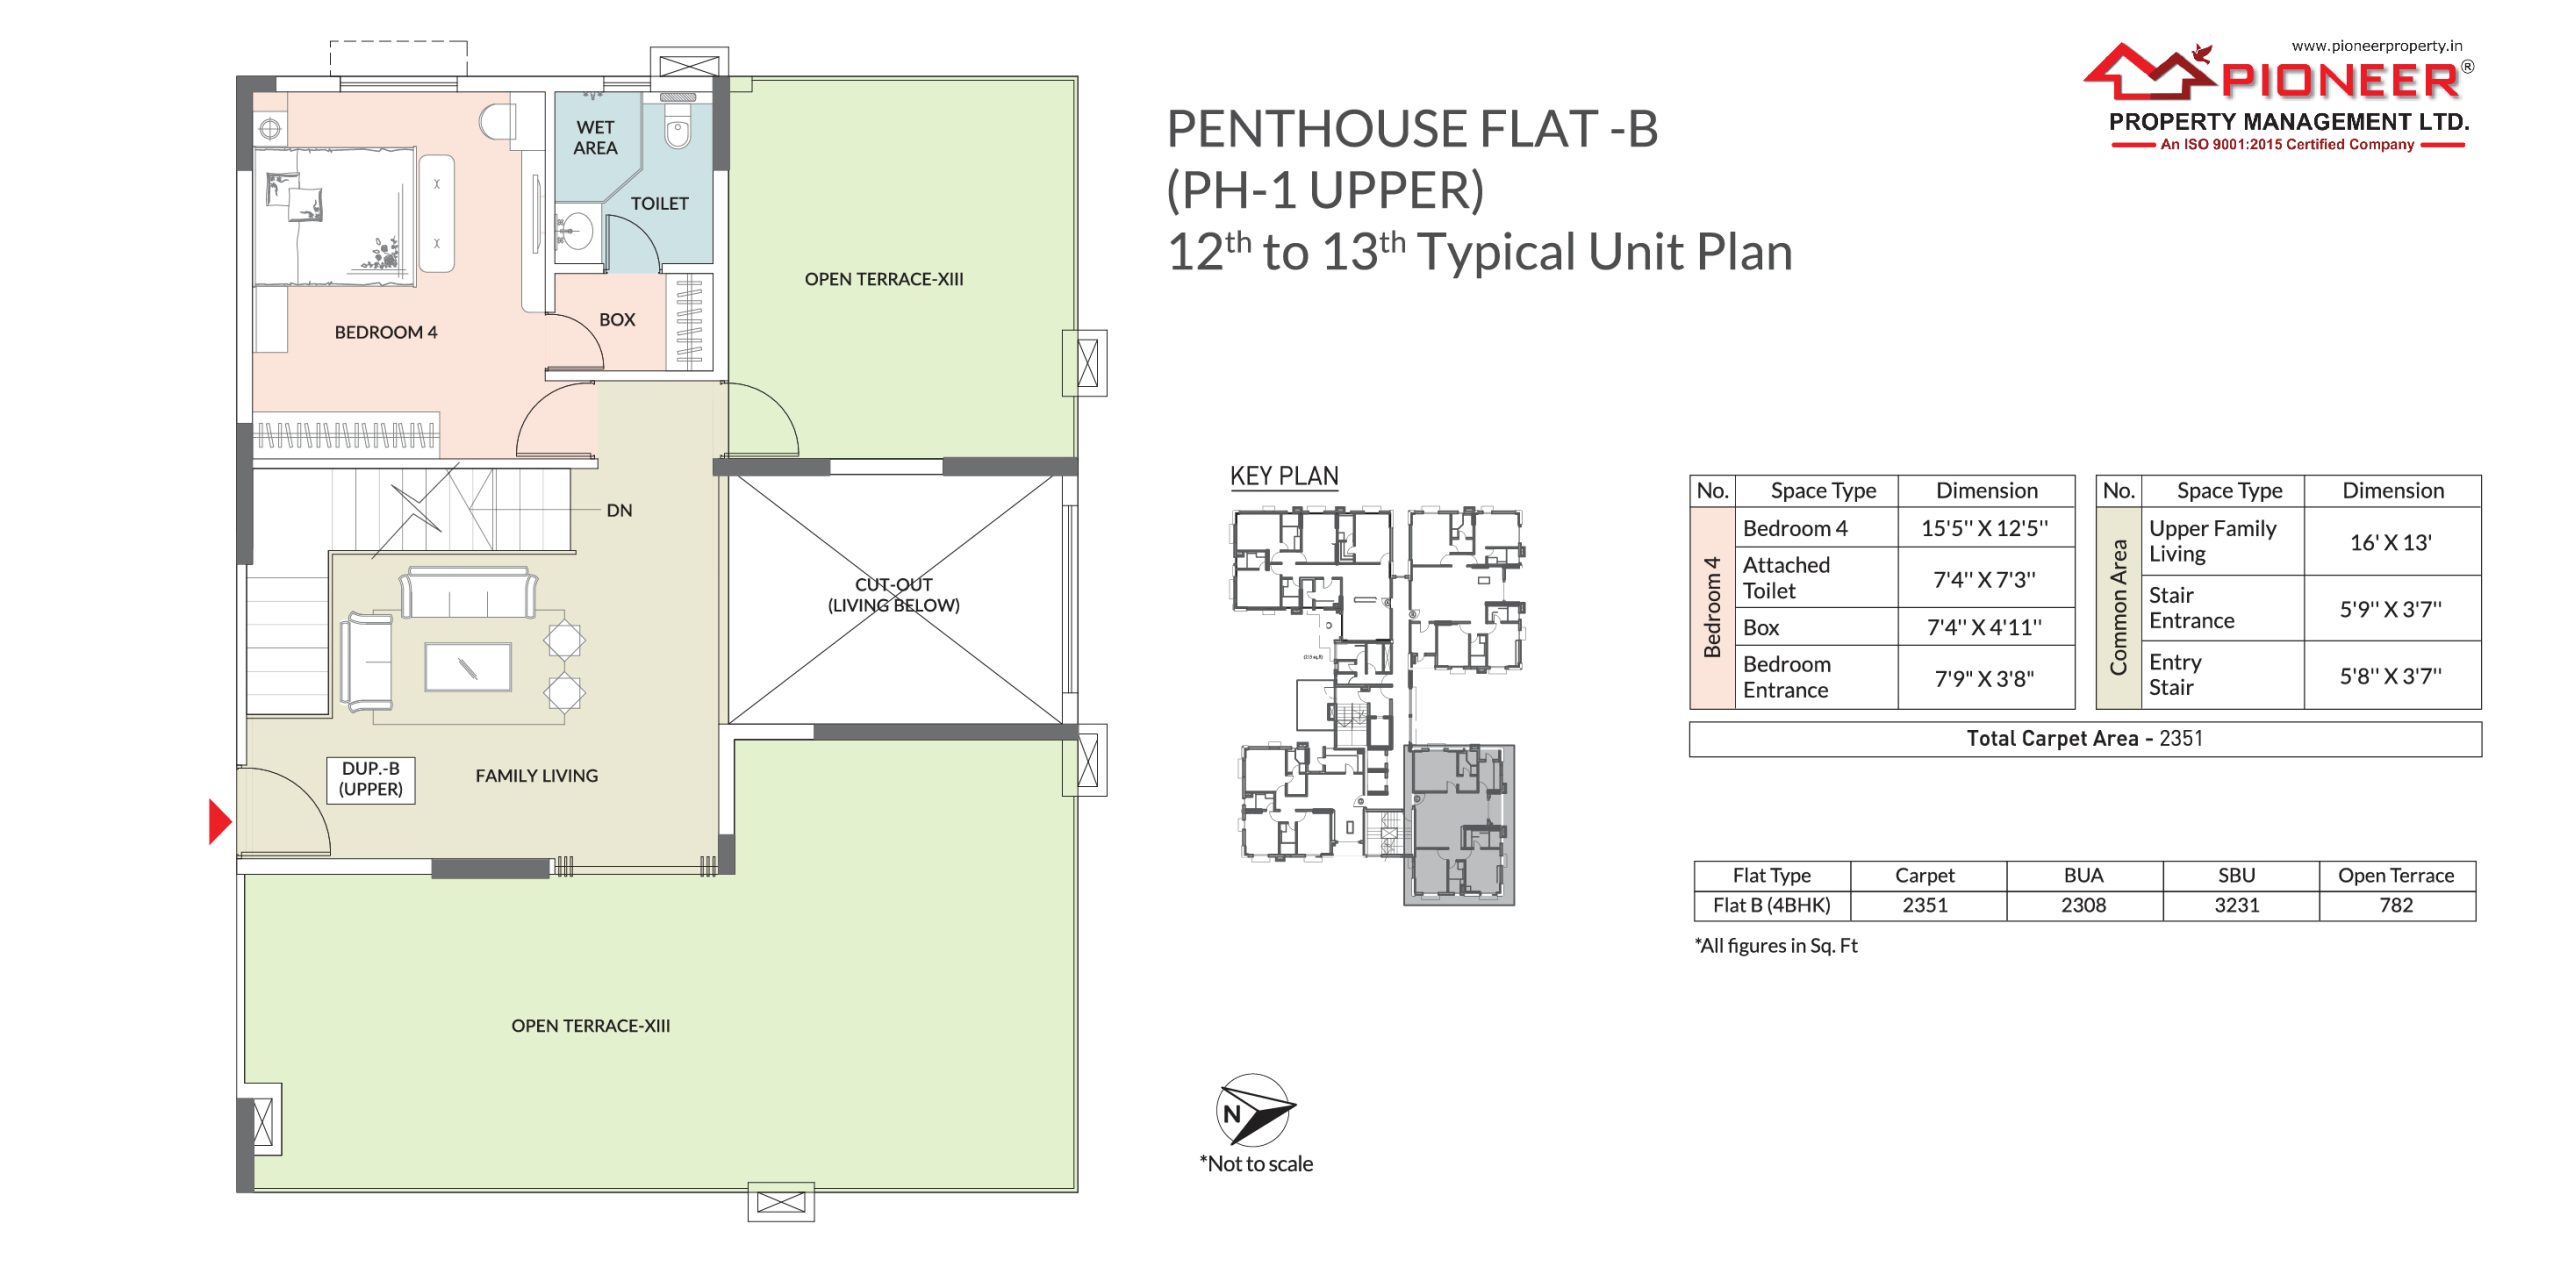 www.pioneerproperty.in
PIONEER®
PROPERTY MANAGEMENT LTD.
An ISO 9001:2015 Certified Company
PENTHOUSE FLAT -B
(PH-1 UPPER)
12th to 13th Typical Unit Plan
WET
AREA
TOILET
BOX
BEDROOM 4
OPEN TERRACE-XIII
DN
CUT-OUT
(LIVING BELOW)
DUP.-B
(UPPER)
FAMILY LIVING
OPEN TERRACE-XIII
KEY PLAN
N
*Not to scale
No. Space Type Dimension
Bedroom 4
Bedroom 4 15'5'' X 12'5''
Attached
Toilet 7'4'' X 7'3''
Box 7'4'' X 4'11''
Bedroom
Entrance 7'9" X 3'8"
No. Space Type Dimension
Common Area
Upper Family
Living 16' X 13'
Stair
Entrance 5'9'' X 3'7''
Entry
Stair 5'8'' X 3'7''
Total Carpet Area - 2351
Flat Type Carpet BUA SBU Open Terrace
Flat B (4BHK) 2351 2308 3231 782
*All figures in Sq. Ft